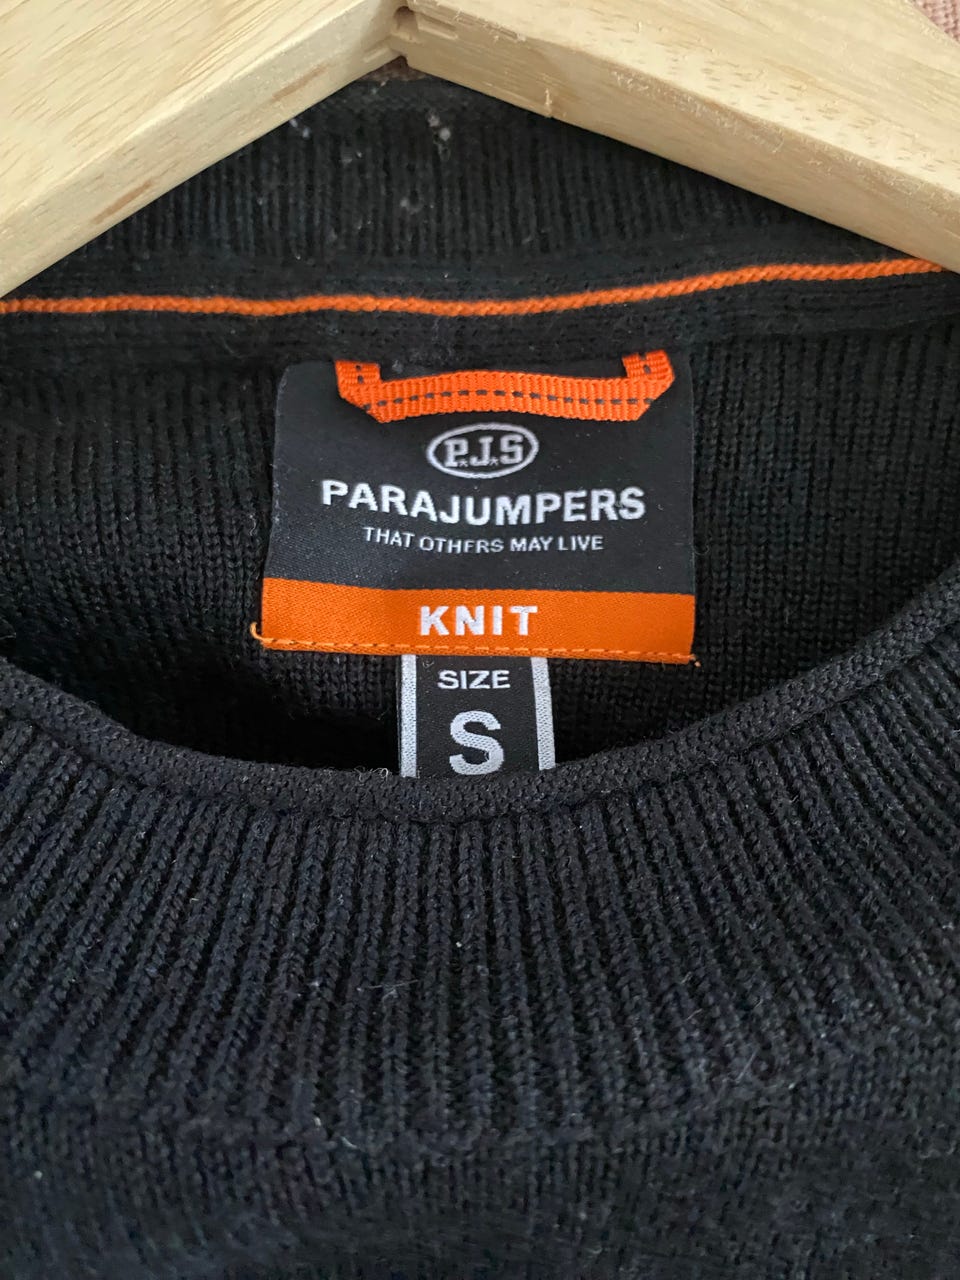 P.J.S
PARAJUMPERS
THAT OTHERS MAY LIVE
KNIT
SIZE
S